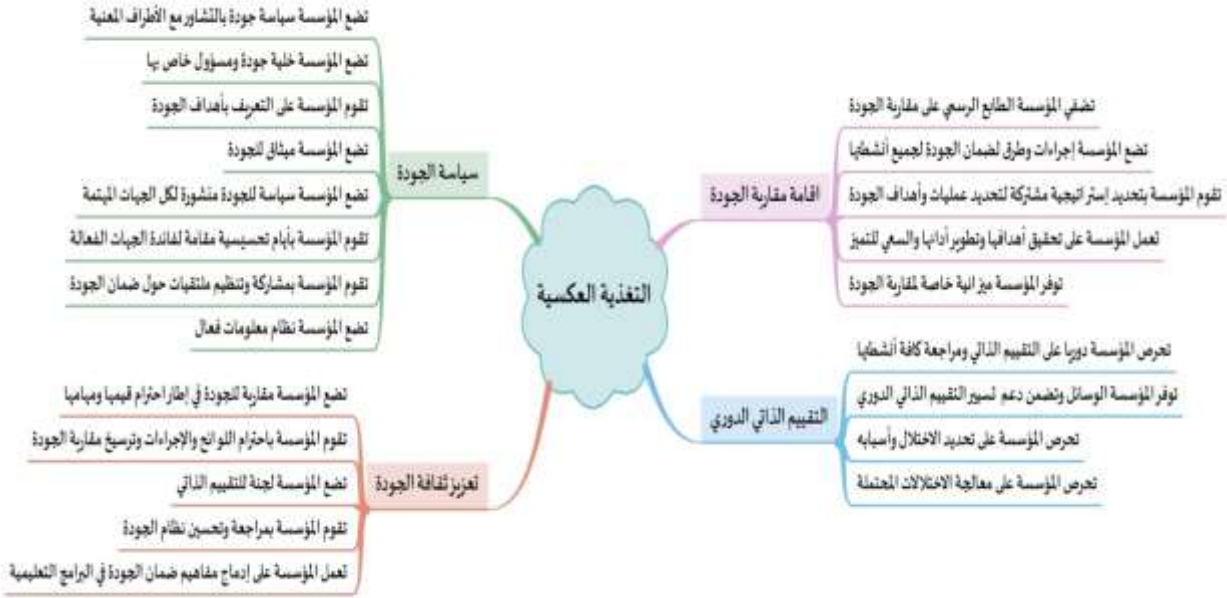 التغذية العكسية
اقامة مقاربة الجودة
تضفي المؤسسة الطابع الرسمي على مقاربة الجودة
تضع المؤسسة إجراءات وطرق لضمان الجودة لجميع أنشطتها
تقوم المؤسسة بتحديد إستراتيجية مشتركة لتحديد عمليات وأهداف الجودة
تعمل المؤسسة على تحقيق أهدافها وتطوير أدائها والسعي للتميز
توفر المؤسسة ميزانية خاصة لمقاربة الجودة
التقييم الذاتي الدوري
تحرص المؤسسة دوريا على التقييم الذاتي ومراجعة كافة أنشطتها
توفر المؤسسة الوسائل وتضمن دعم لسير التقييم الذاتي الدوري
تحرص المؤسسة على تحديد الاختلال وأسبابه
تحرص المؤسسة على معالجة الاختلالات المحتملة
سياسة الجودة
تضع المؤسسة سياسة جودة بالتشاور مع الأطراف المعنية
تضع المؤسسة خلية جودة ومسؤول خاص بها
تقوم المؤسسة على التعريف بأهداف الجودة
تضع المؤسسة ميثاق للجودة
تضع المؤسسة سياسة للجودة منشورة لكل الجهات المهتمة
تقوم المؤسسة بأيام تحسيسية مقامة لفائدة الجهات الفعالة
تقوم المؤسسة بمشاركة وتنظيم ملتقيات حول ضمان الجودة
تضع المؤسسة نظام معلومات فعال
تعزيز ثقافة الجودة
تضع المؤسسة مقاربة للجودة في إطار احترام قيمها ومهامها
تقوم المؤسسة باحترام اللوائح والإجراءات وترسيخ مقاربة الجودة
تضع المؤسسة لجنة للتقييم الذاتي
تقوم المؤسسة بمراجعة وتحسين نظام الجودة
تعمل المؤسسة على إدماج مفاهيم ضمان الجودة في البرامج التعليمية